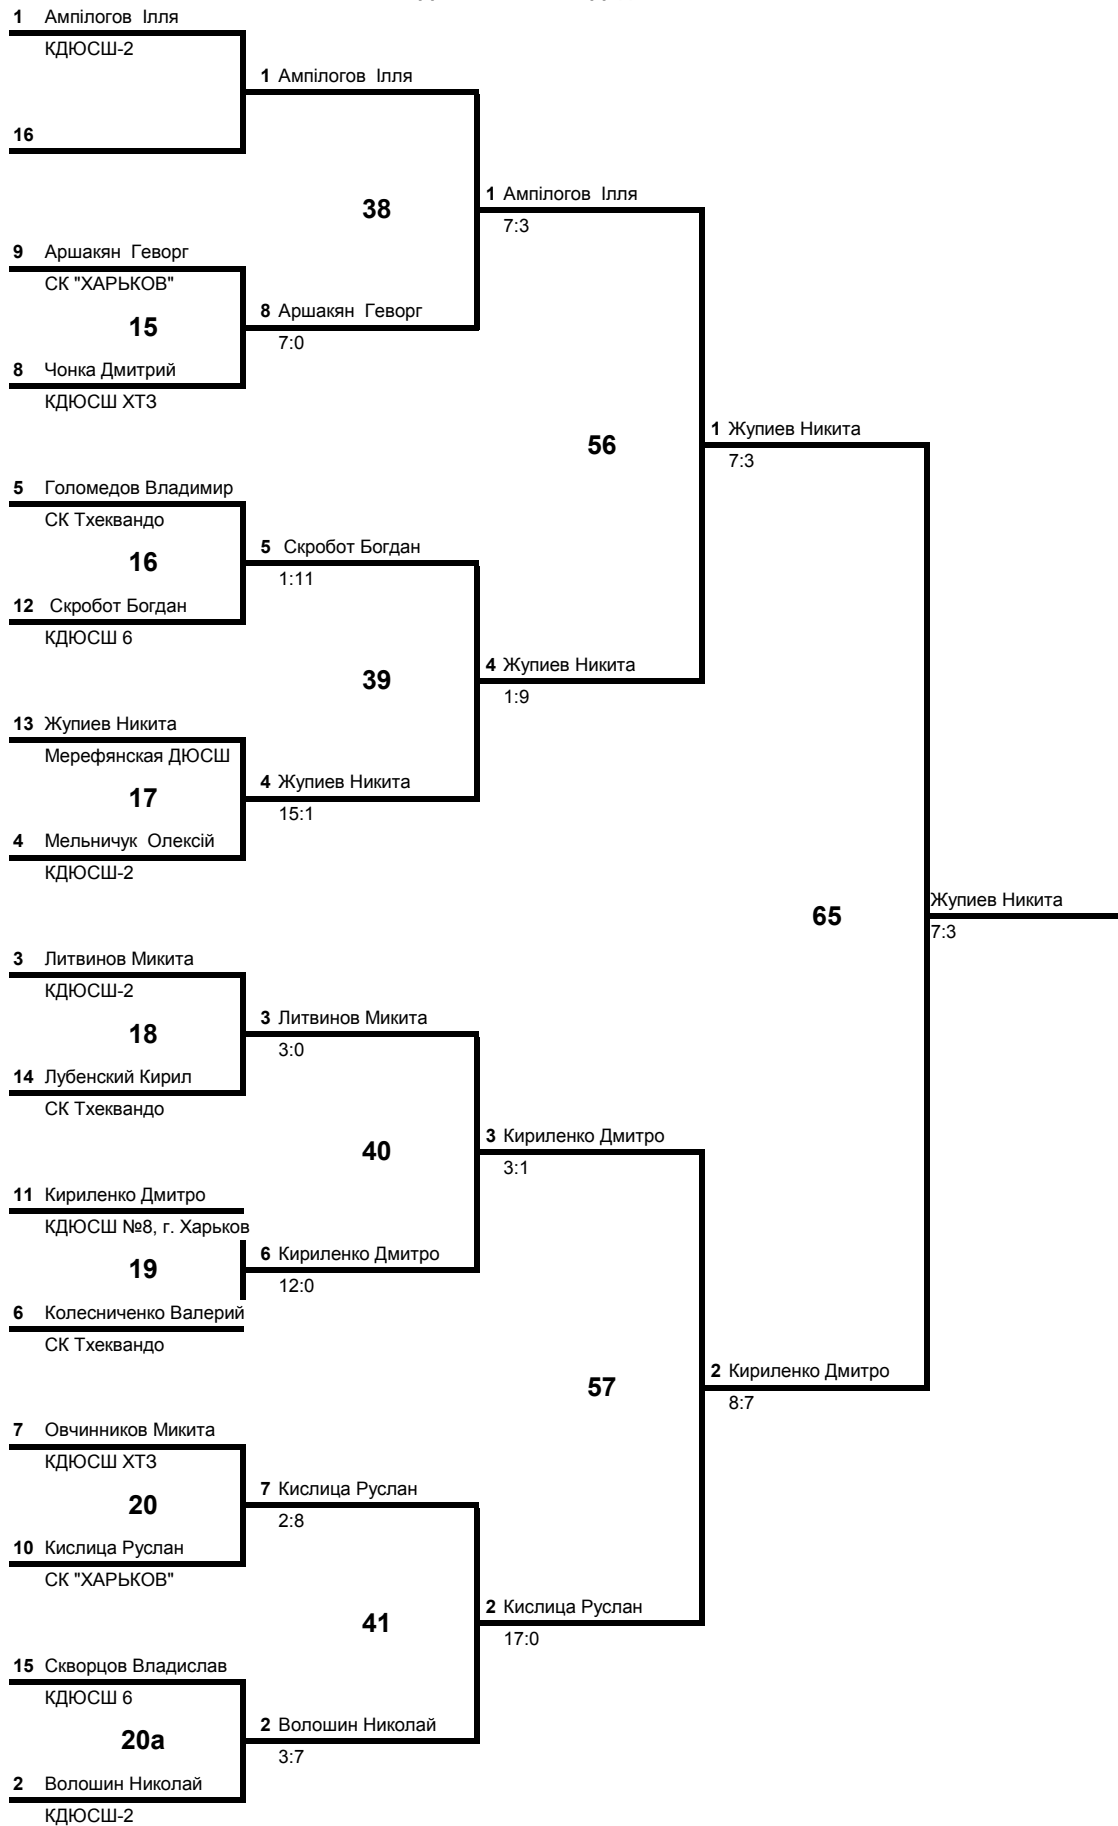 1 Ампілогов Ілля
КДЮСШ-2
1 Ампілогов Ілля
16
38
1 Ампілогов Ілля
7:3
9 Аршакян Геворг
СК "ХАРЬКОВ"
15
8 Аршакян Геворг
7:0
8 Чонка Дмитрий
КДЮСШ ХТЗ
56
1 Жупиев Никита
7:3
5 Голомедов Владимир
СК Тхеквандо
16
5 Скробот Богдан
1:11
12 Скробот Богдан
КДЮСШ 6
39
4 Жупиев Никита
1:9
13 Жупиев Никита
Мерефянская ДЮСШ
17
4 Жупиев Никита
15:1
4 Мельничук Олексій
КДЮСШ-2
65
Жупиев Никита
7:3
3 Литвинов Микита
КДЮСШ-2
18
3 Литвинов Микита
3:0
14 Лубенский Кирил
СК Тхеквандо
40
3 Кириленко Дмитро
3:1
11 Кириленко Дмитро
КДЮСШ №8, г. Харьков
19
6 Кириленко Дмитро
12:0
6 Колесниченко Валерий
СК Тхеквандо
57
2 Кириленко Дмитро
8:7
7 Овчинников Микита
КДЮСШ ХТЗ
20
7 Кислица Руслан
2:8
10 Кислица Руслан
СК "ХАРЬКОВ"
41
2 Кислица Руслан
17:0
15 Скворцов Владислав
КДЮСШ 6
20а
2 Волошин Николай
3:7
2 Волошин Николай
КДЮСШ-2